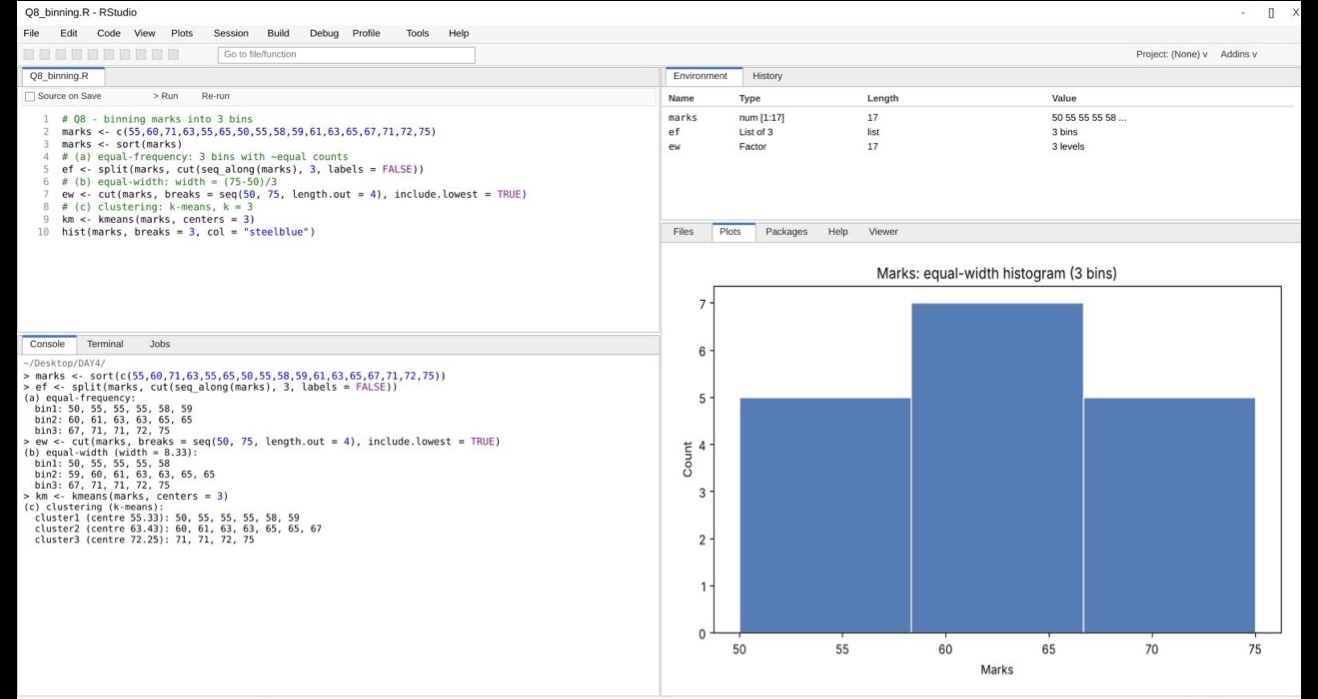 Q8_binning.R - RStudio
- [] X
File Edit Code View Plots Session Build Debug Profile Tools Help
Go to file/function
Project: (None) v Addins v
Q8_binning.R
Source on Save > Run Re-run
1 # Q8 - binning marks into 3 bins
2 marks <- c(55,60,71,63,55,65,50,55,58,59,61,63,65,67,71,72,75)
3 marks <- sort(marks)
4 # (a) equal-frequency: 3 bins with ~equal counts
5 ef <- split(marks, cut(seq_along(marks), 3, labels = FALSE))
6 # (b) equal-width: width = (75-50)/3
7 ew <- cut(marks, breaks = seq(50, 75, length.out = 4), include.lowest = TRUE)
8 # (c) clustering: k-means, k = 3
9 km <- kmeans(marks, centers = 3)
10 hist(marks, breaks = 3, col = "steelblue")
Console Terminal Jobs
~/Desktop/DAY4/
> marks <- sort(c(55,60,71,63,55,65,50,55,58,59,61,63,65,67,71,72,75))
> ef <- split(marks, cut(seq_along(marks), 3, labels = FALSE))
(a) equal-frequency:
bin1: 50, 55, 55, 55, 58, 59
bin2: 60, 61, 63, 63, 65, 65
bin3: 67, 71, 71, 72, 75
> ew <- cut(marks, breaks = seq(50, 75, length.out = 4), include.lowest = TRUE)
(b) equal-width (width = 8.33):
bin1: 50, 55, 55, 55, 58
bin2: 59, 60, 61, 63, 63, 65, 65
bin3: 67, 71, 71, 72, 75
> km <- kmeans(marks, centers = 3)
(c) clustering (k-means):
cluster1 (centre 55.33): 50, 55, 55, 55, 58, 59
cluster2 (centre 63.43): 60, 61, 63, 63, 65, 65, 67
cluster3 (centre 72.25): 71, 71, 72, 75
Environment History
Name Type Length Value
marks num [1:17] 17 50 55 55 55 58 ...
ef List of 3 list 3 bins
ew Factor 17 3 levels
Files Plots Packages Help Viewer
Marks: equal-width histogram (3 bins)
7
6
5
4
3
2
1
0
Count
50 55 60 65 70 75
Marks